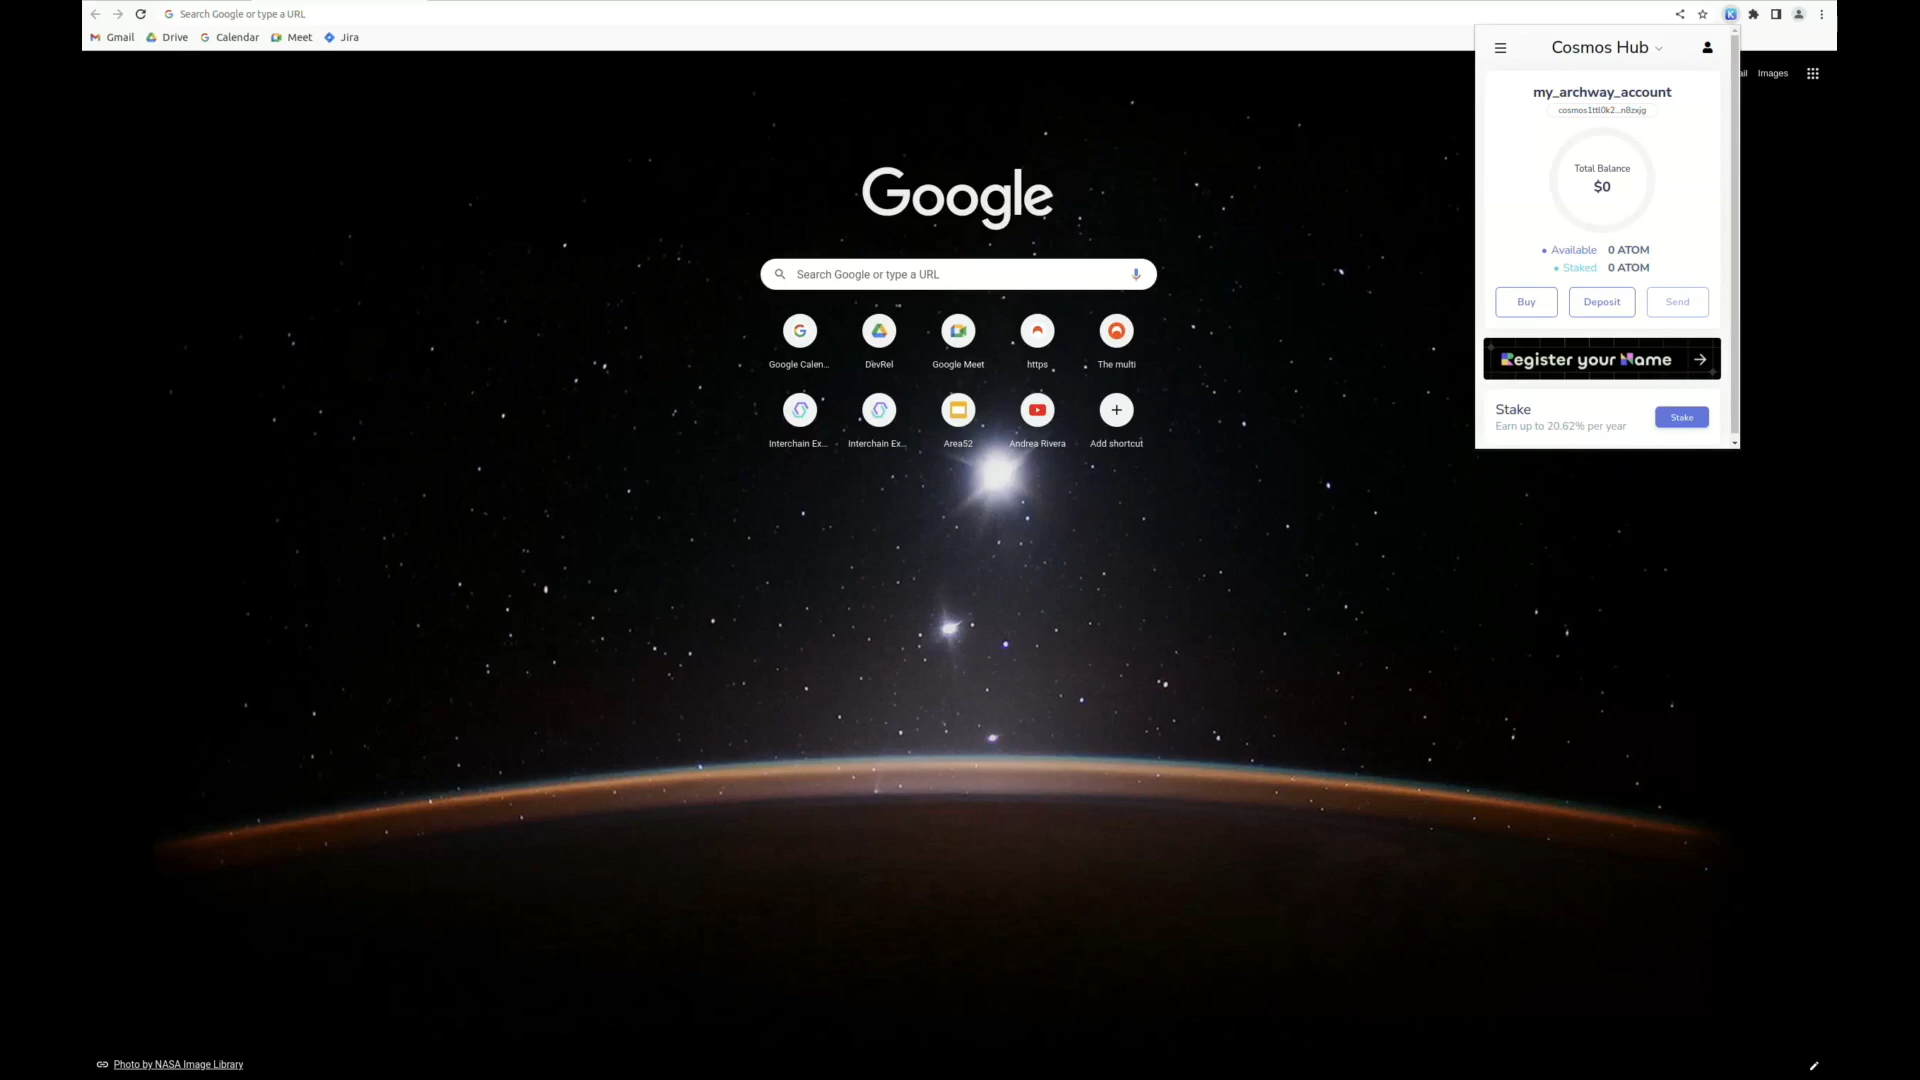 Search Google or type a URL
Gmail
Drive
Calendar
Meet
Jira
Cosmos Hub
ail
Images
my_archway_account
cosmos1ttl0k2...n8zxjg
Total Balance
$0
Available 0 ATOM
Staked 0 ATOM
Buy
Deposit
Send
Register your Name
Stake
Earn up to 20.62% per year
Stake
Google
Search Google or type a URL
Google Calen...
DevRel
Google Meet
https
The multi
Interchain Ex...
Interchain Ex...
Area52
Andrea Rivera
Add shortcut
Photo by NASA Image Library